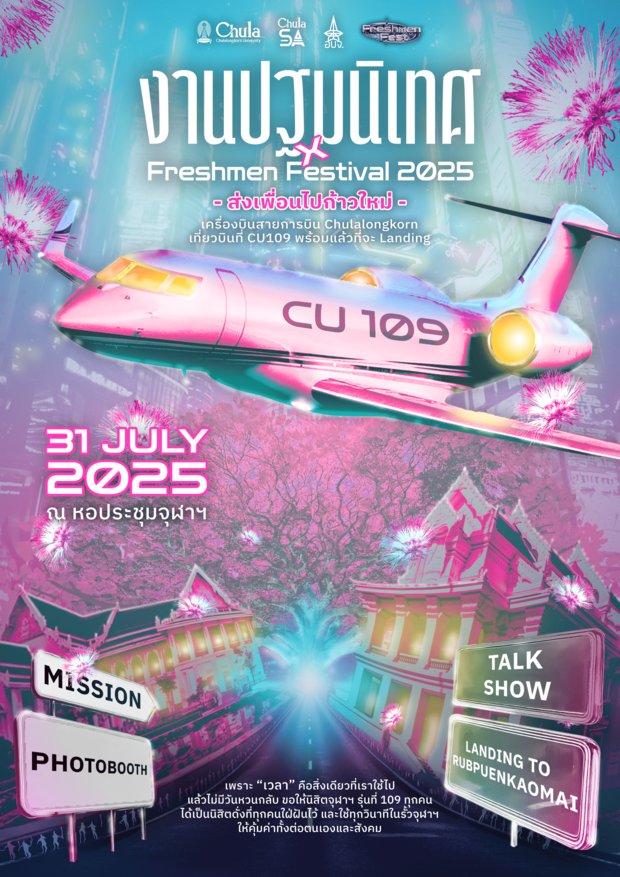 Chula
Chulalongkorn University
Chula
SA
อบจ.
Freshmen
Fest
งานปฐมนิเทศ
X
Freshmen Festival 2025
- ส่งเพื่อนไปก้าวใหม่ -
เครื่องบินสายการบิน Chulalongkorn
เที่ยวบินที่ CU109 พร้อมแล้วที่จะ Landing
CU 109
31 JULY
2025
ณ หอประชุมจุฬาฯ
MISSION
PHOTOBOOTH
TALK
SHOW
LANDING TO
RUBPUENKAOMAI
เพราะ “เวลา” คือสิ่งเดียวที่เราใช้ไป
แล้วไม่มีวันหวนกลับ ขอให้นิสิตจุฬาฯ รุ่นที่ 109 ทุกคน
ได้เป็นนิสิตดั่งที่ทุกคนใฝ่ฝันไว้ และใช้ทุกวินาทีในรั้วจุฬาฯ
ให้คุ้มค่าทั้งต่อตนเองและสังคม